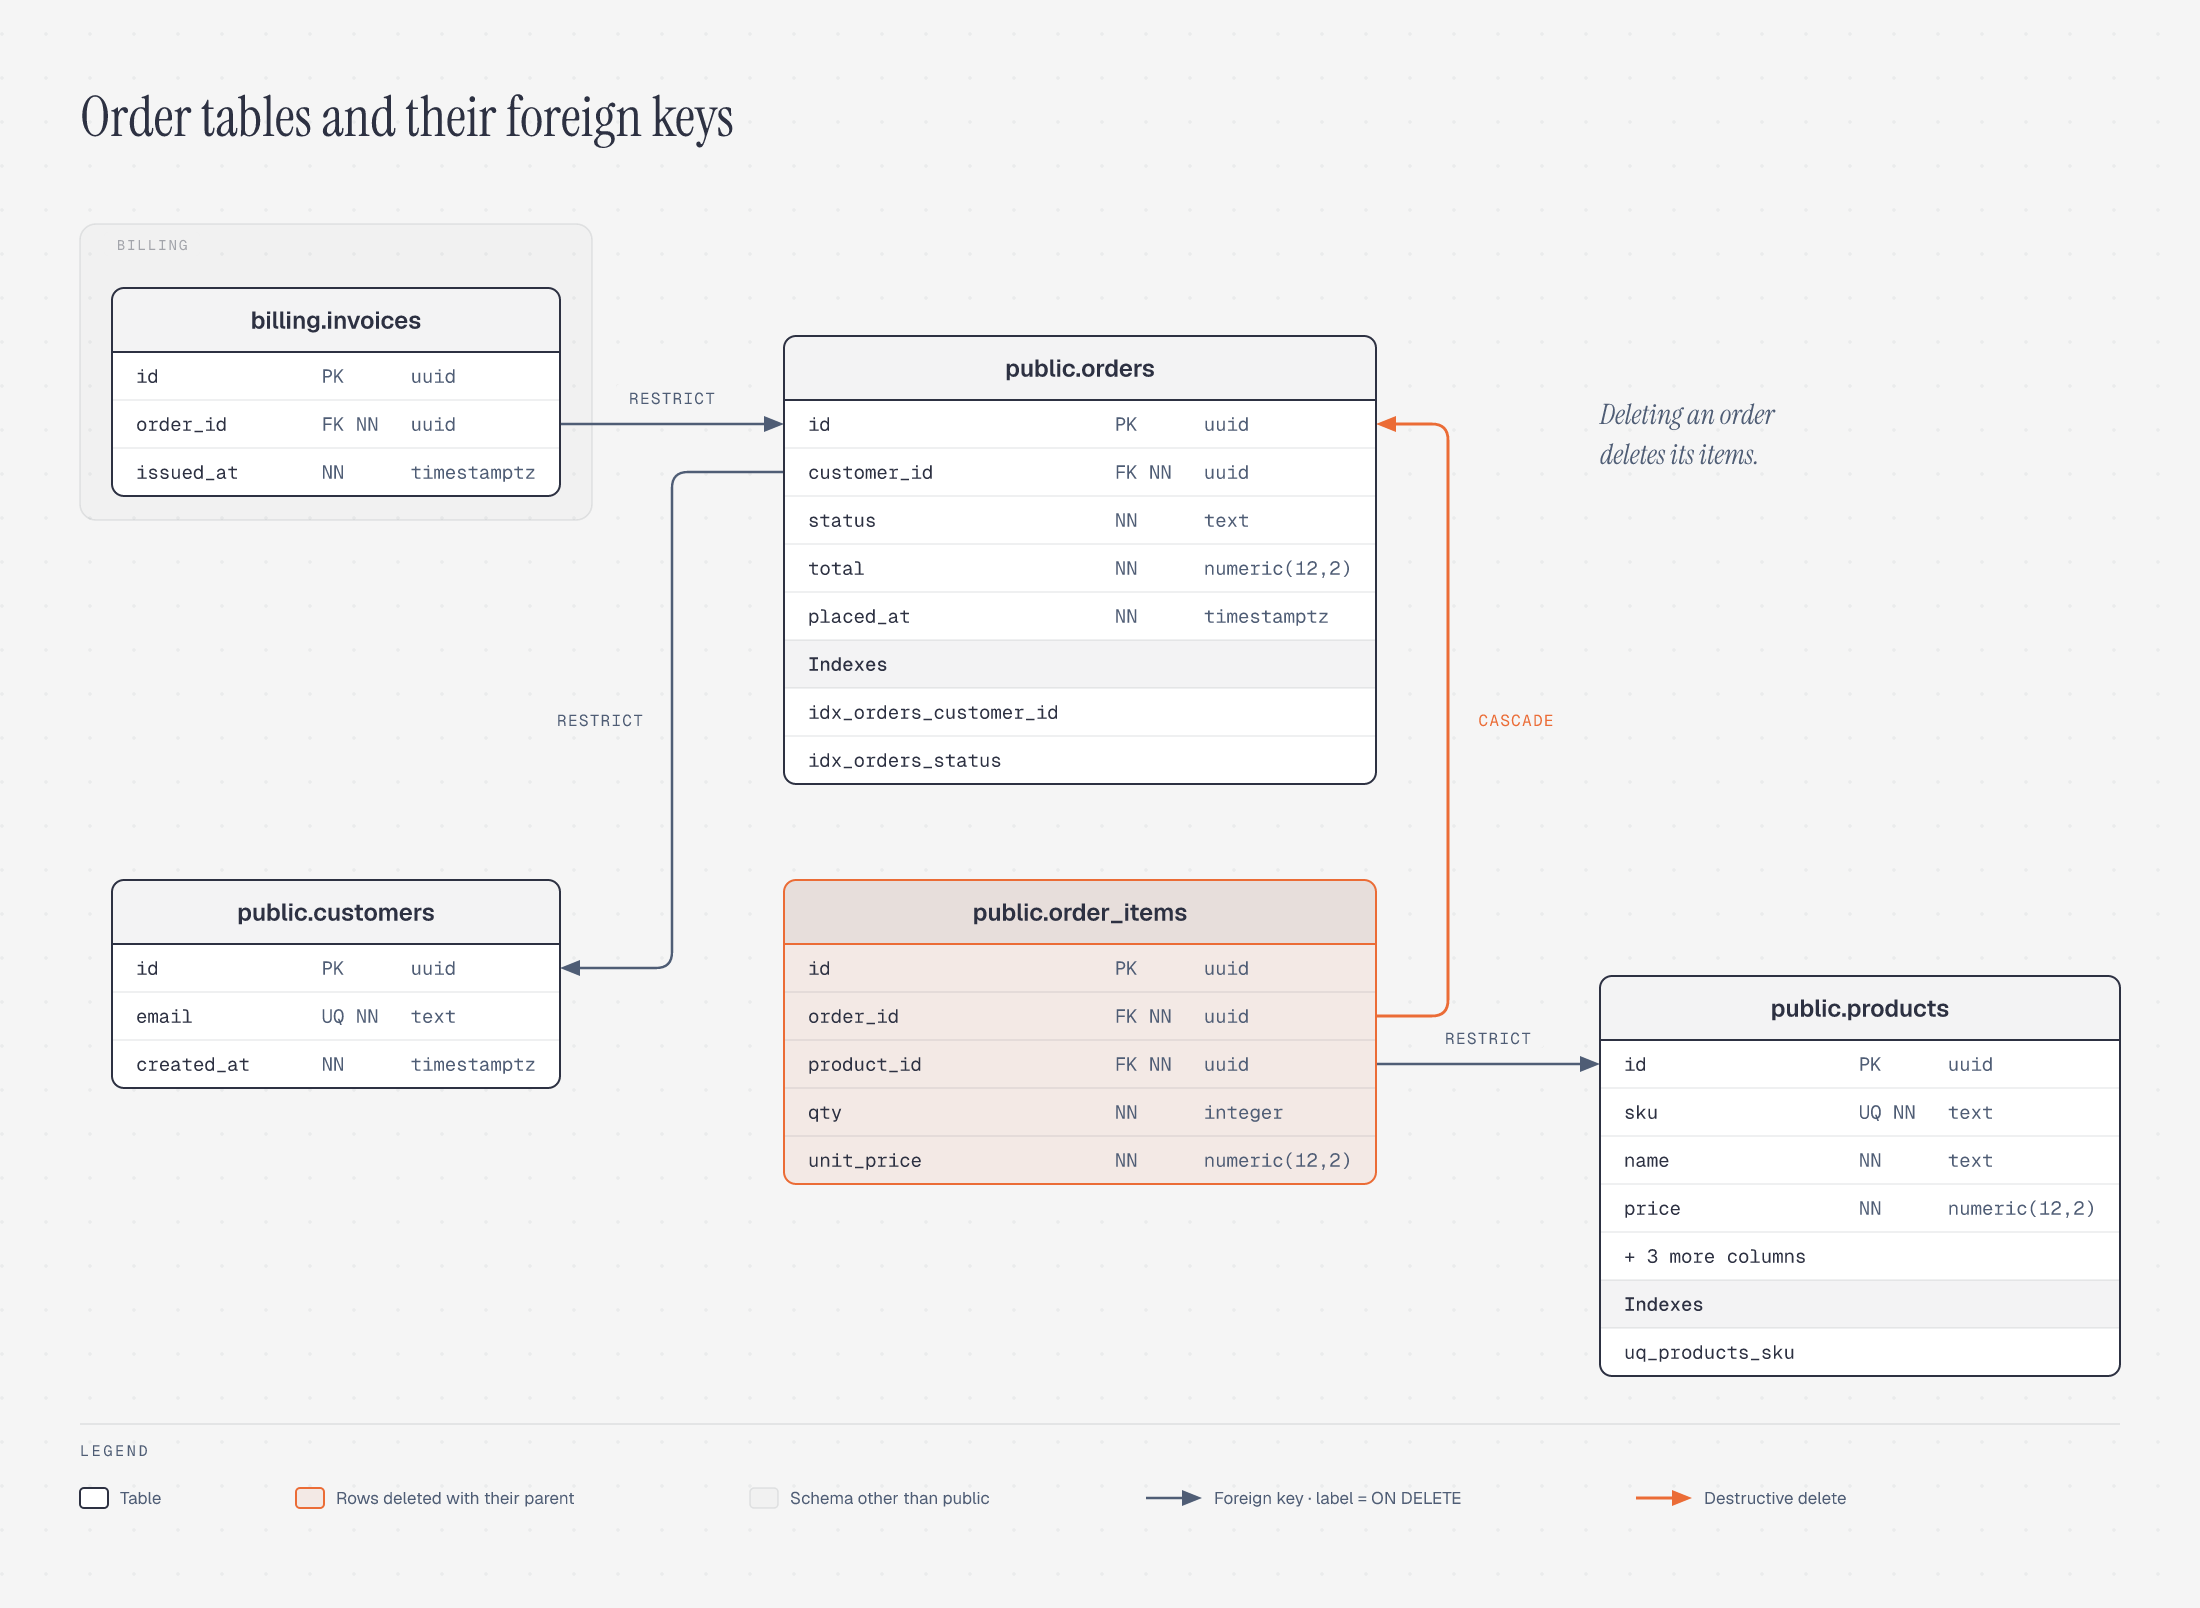 Order tables and their foreign keys
BILLING
billing.invoices
id PK uuid
order_id FK NN uuid
issued_at NN timestamptz
RESTRICT
public.orders
id PK uuid
customer_id FK NN uuid
status NN text
total NN numeric(12,2)
placed_at NN timestamptz
Indexes
idx_orders_customer_id
idx_orders_status
Deleting an order
deletes its items.
RESTRICT
CASCADE
public.customers
id PK uuid
email UQ NN text
created_at NN timestamptz
public.order_items
id PK uuid
order_id FK NN uuid
product_id FK NN uuid
qty NN integer
unit_price NN numeric(12,2)
RESTRICT
public.products
id PK uuid
sku UQ NN text
name NN text
price NN numeric(12,2)
+ 3 more columns
Indexes
uq_products_sku
LEGEND
Table
Rows deleted with their parent
Schema other than public
Foreign key · label = ON DELETE
Destructive delete